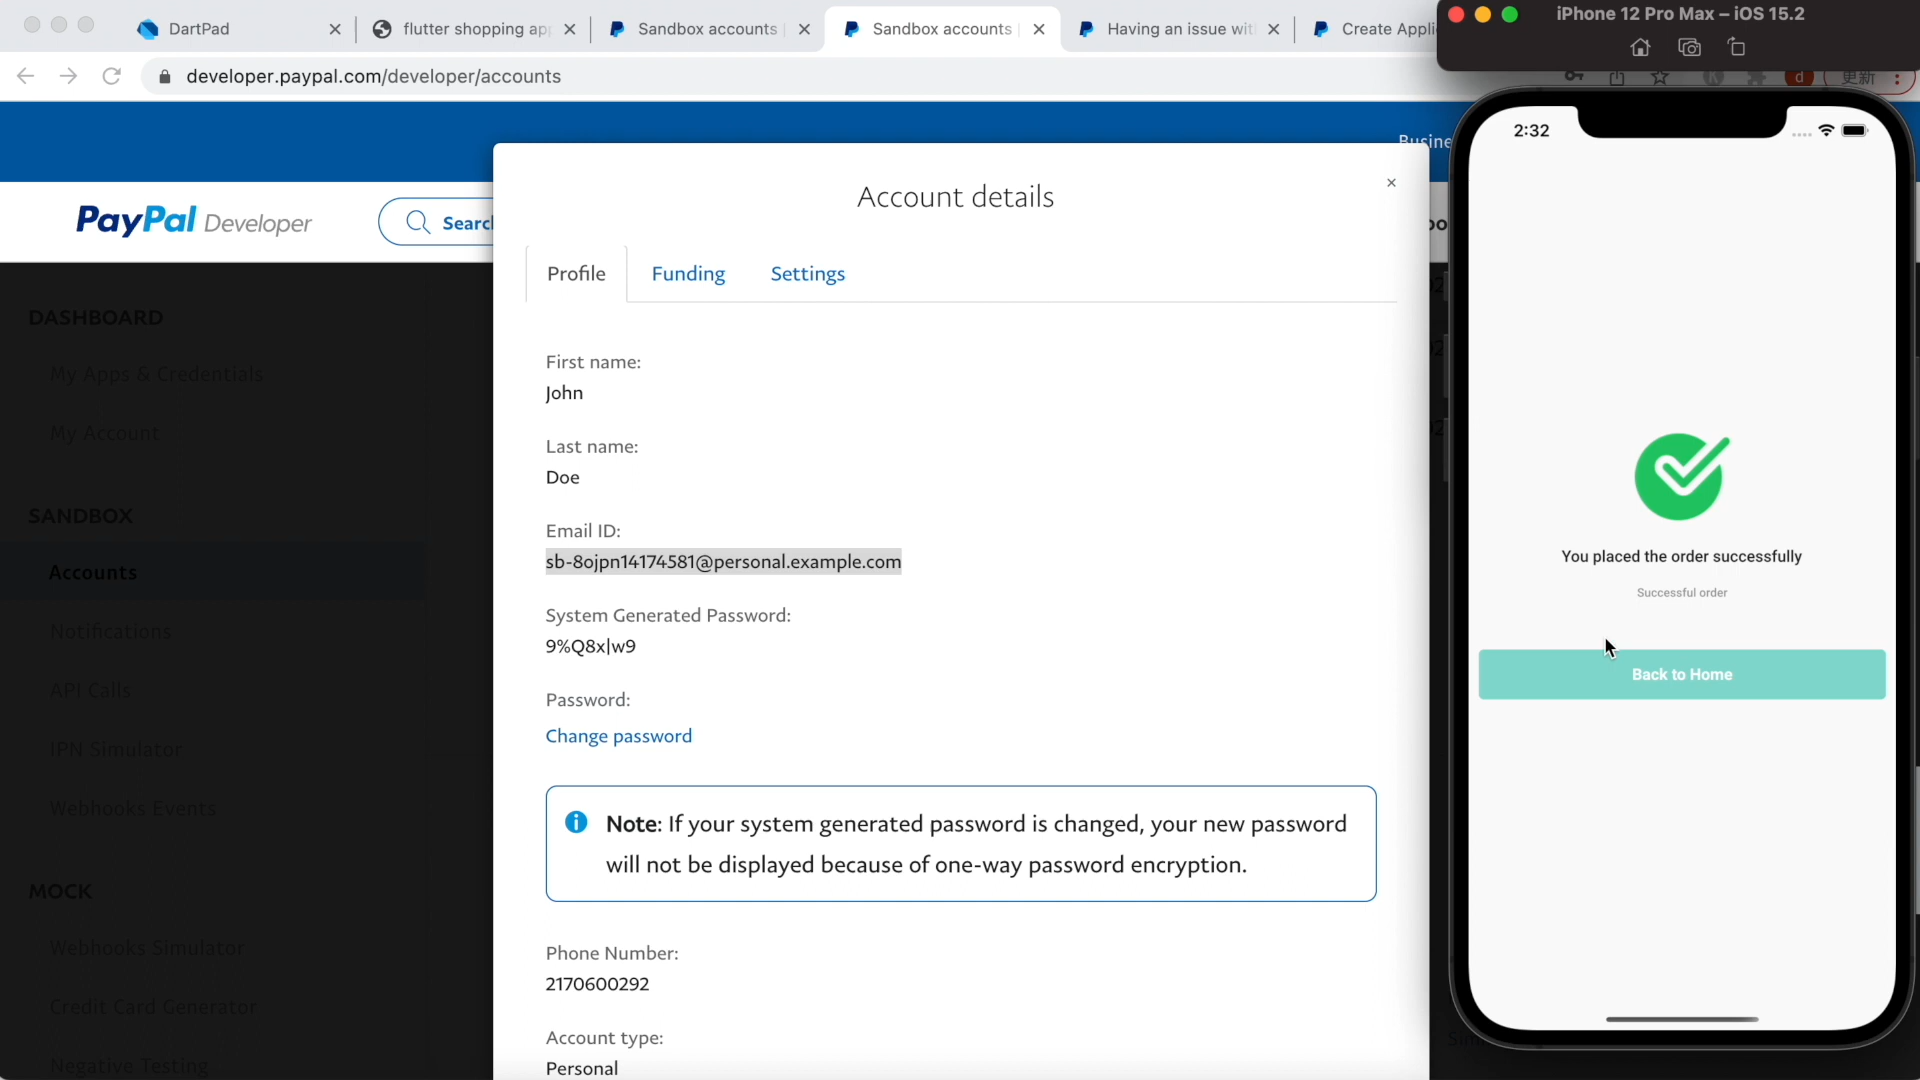 DartPad
flutter shopping ap
Sandbox accounts
Sandbox accounts
Having an issue wit
Create Appli
iPhone 12 Pro Max – iOS 15.2
developer.paypal.com/developer/accounts
更新
Busine
2:32
PayPal Developer
Search
Account details
Profile
Funding
Settings
DASHBOARD
My Apps & Credentials
My Account
SANDBOX
Accounts
Notifications
API Calls
IPN Simulator
Webhooks Events
MOCK
Webhooks Simulator
Credit Card Generator
Negative Testing
First name:
John
Last name:
Doe
Email ID:
sb-8ojpn14174581@personal.example.com
System Generated Password:
9%Q8x|w9
Password:
Change password
Note: If your system generated password is changed, your new password
will not be displayed because of one-way password encryption.
Phone Number:
2170600292
Account type:
Personal
You placed the order successfully
Successful order
Back to Home